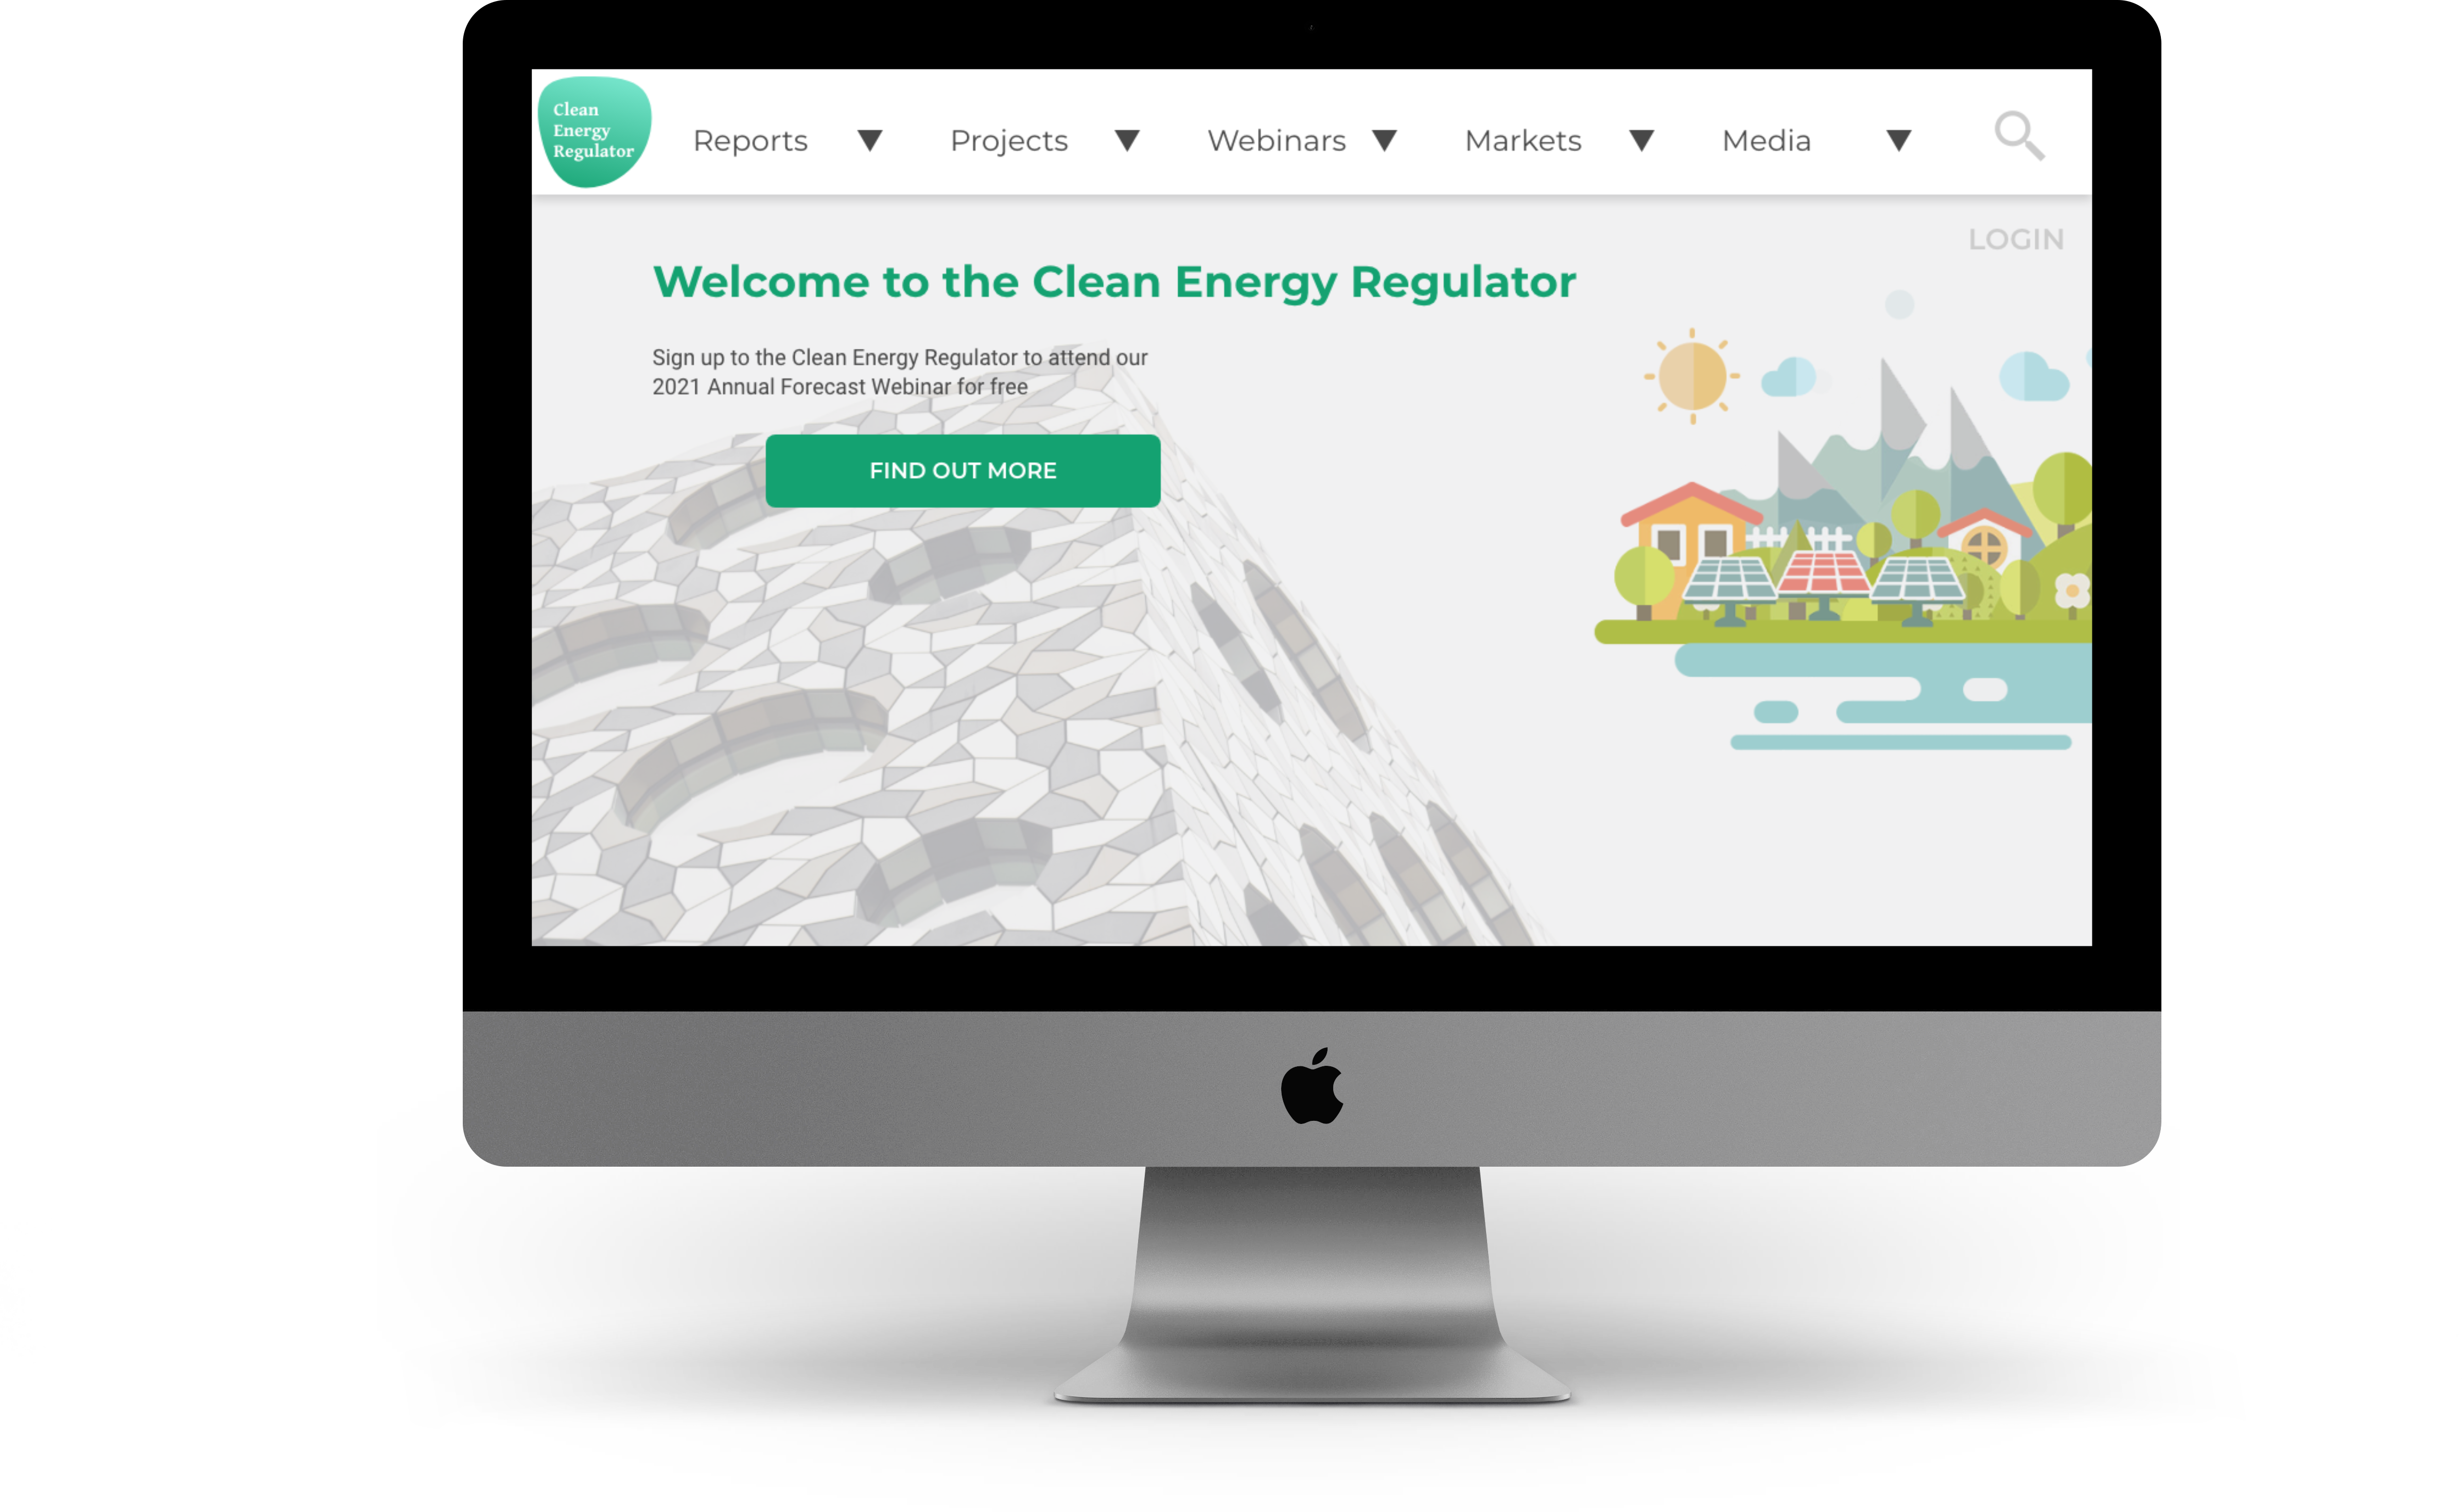 Clean
Energy
Regulator
Reports
Projects
Webinars
Markets
Media
LOGIN
Welcome to the Clean Energy Regulator
Sign up to the Clean Energy Regulator to attend our
2021 Annual Forecast Webinar for free
FIND OUT MORE